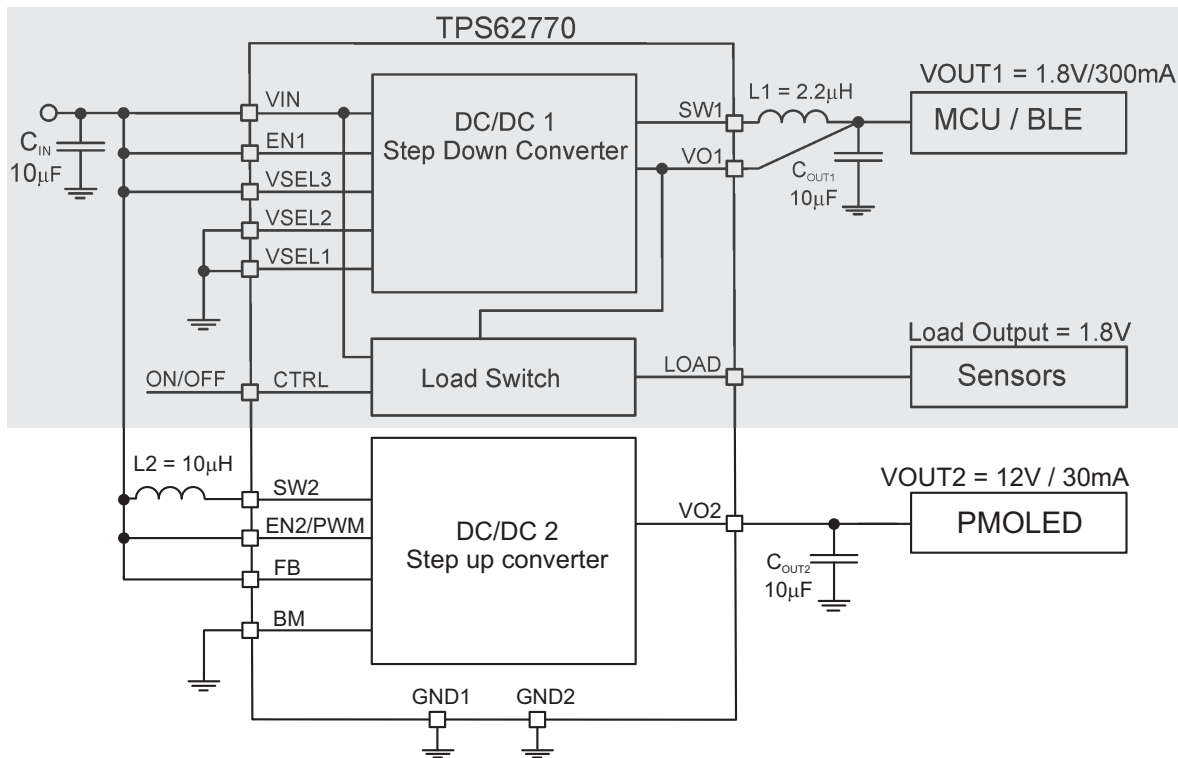 TPS62770
VIN
EN1
VSEL3
VSEL2
VSEL1
C_IN
10μF
DC/DC 1
Step Down Converter
SW1
VO1
L1 = 2.2μH
C_OUT1
10μF
VOUT1 = 1.8V/300mA
MCU / BLE
ON/OFF
CTRL
Load Switch
LOAD
Load Output = 1.8V
Sensors
L2 = 10μH
SW2
EN2/PWM
FB
BM
DC/DC 2
Step up converter
VO2
C_OUT2
10μF
VOUT2 = 12V / 30mA
PMOLED
GND1
GND2